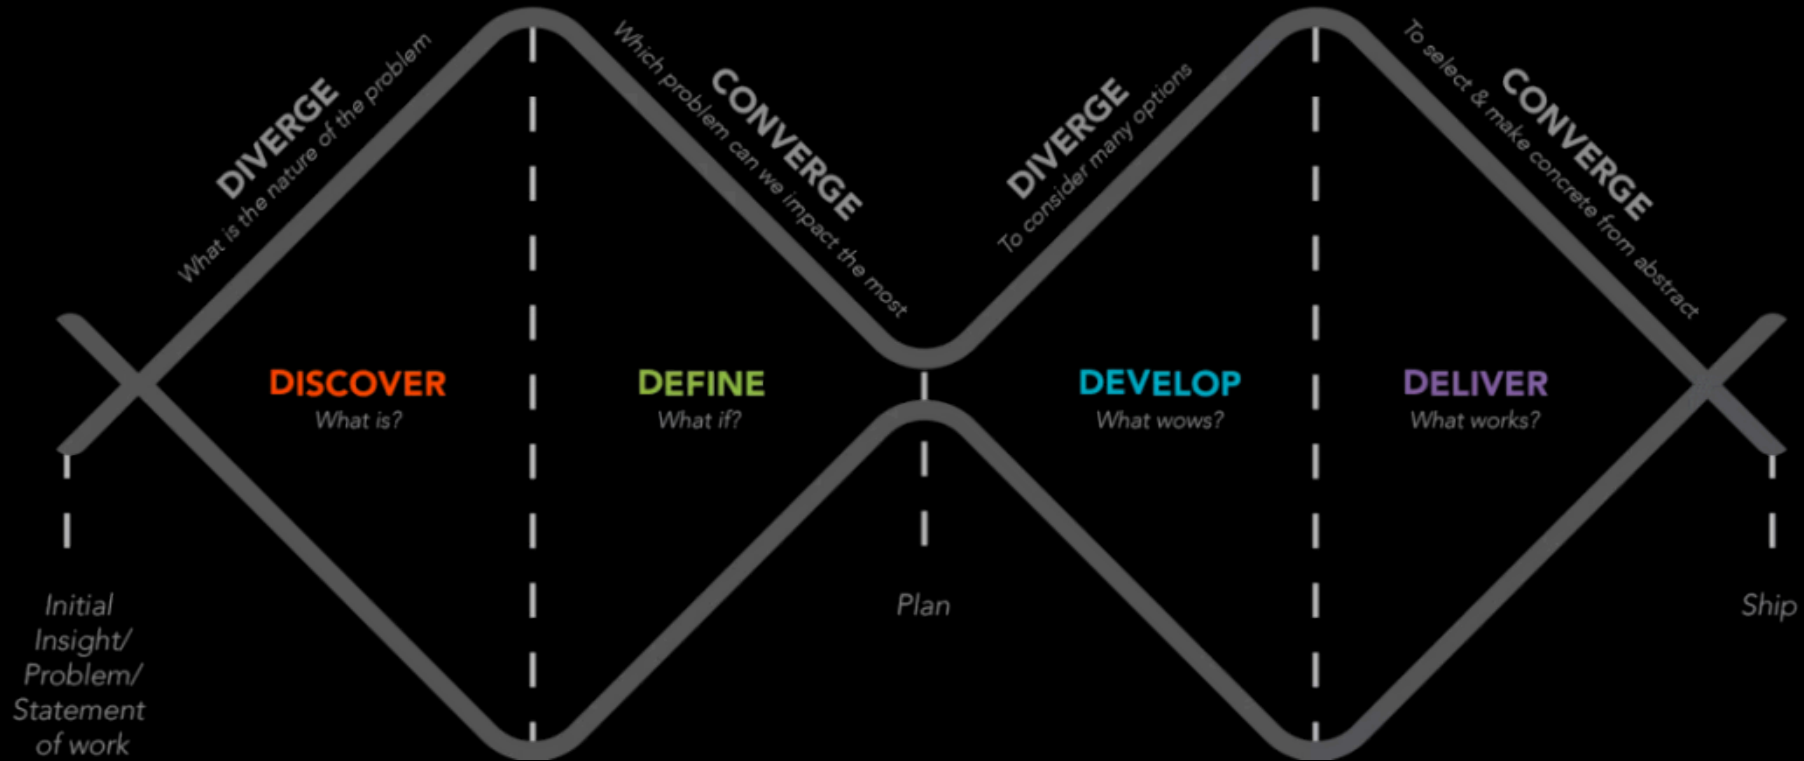 DIVERGE
What is the nature of the problem
CONVERGE
Which problem can we impact the most
DIVERGE
To consider many options
CONVERGE
To select & make concrete from abstract
DISCOVER
What is?
DEFINE
What if?
DEVELOP
What wows?
DELIVER
What works?
Initial
Insight/
Problem/
Statement
of work
Plan
Ship